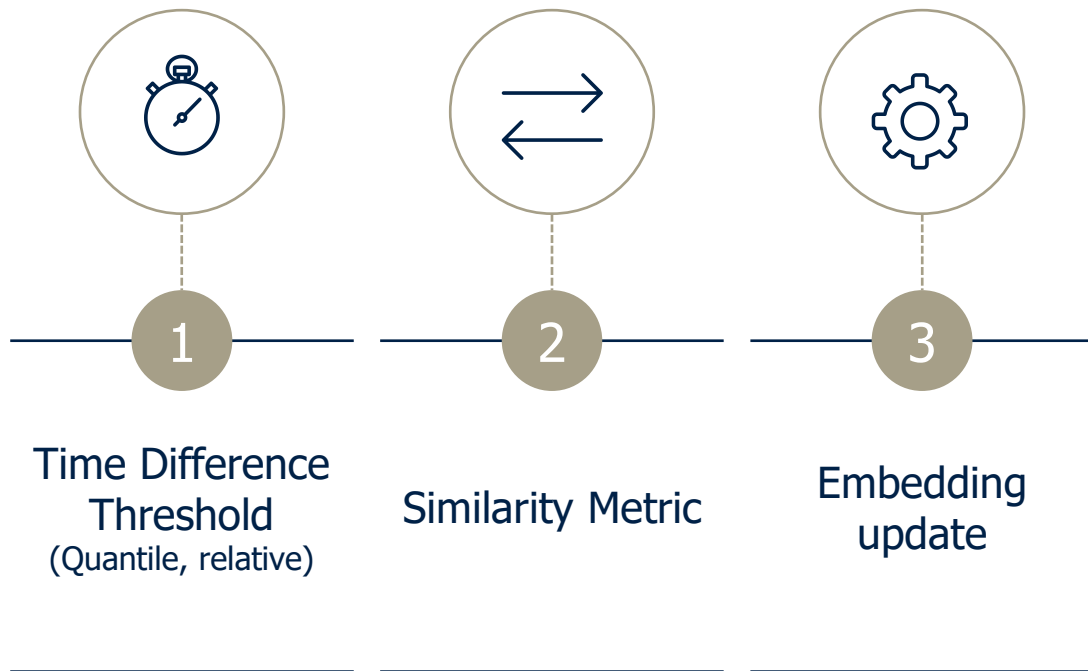 1
2
3
Time Difference
Threshold
(Quantile, relative)
Similarity Metric
Embedding
update